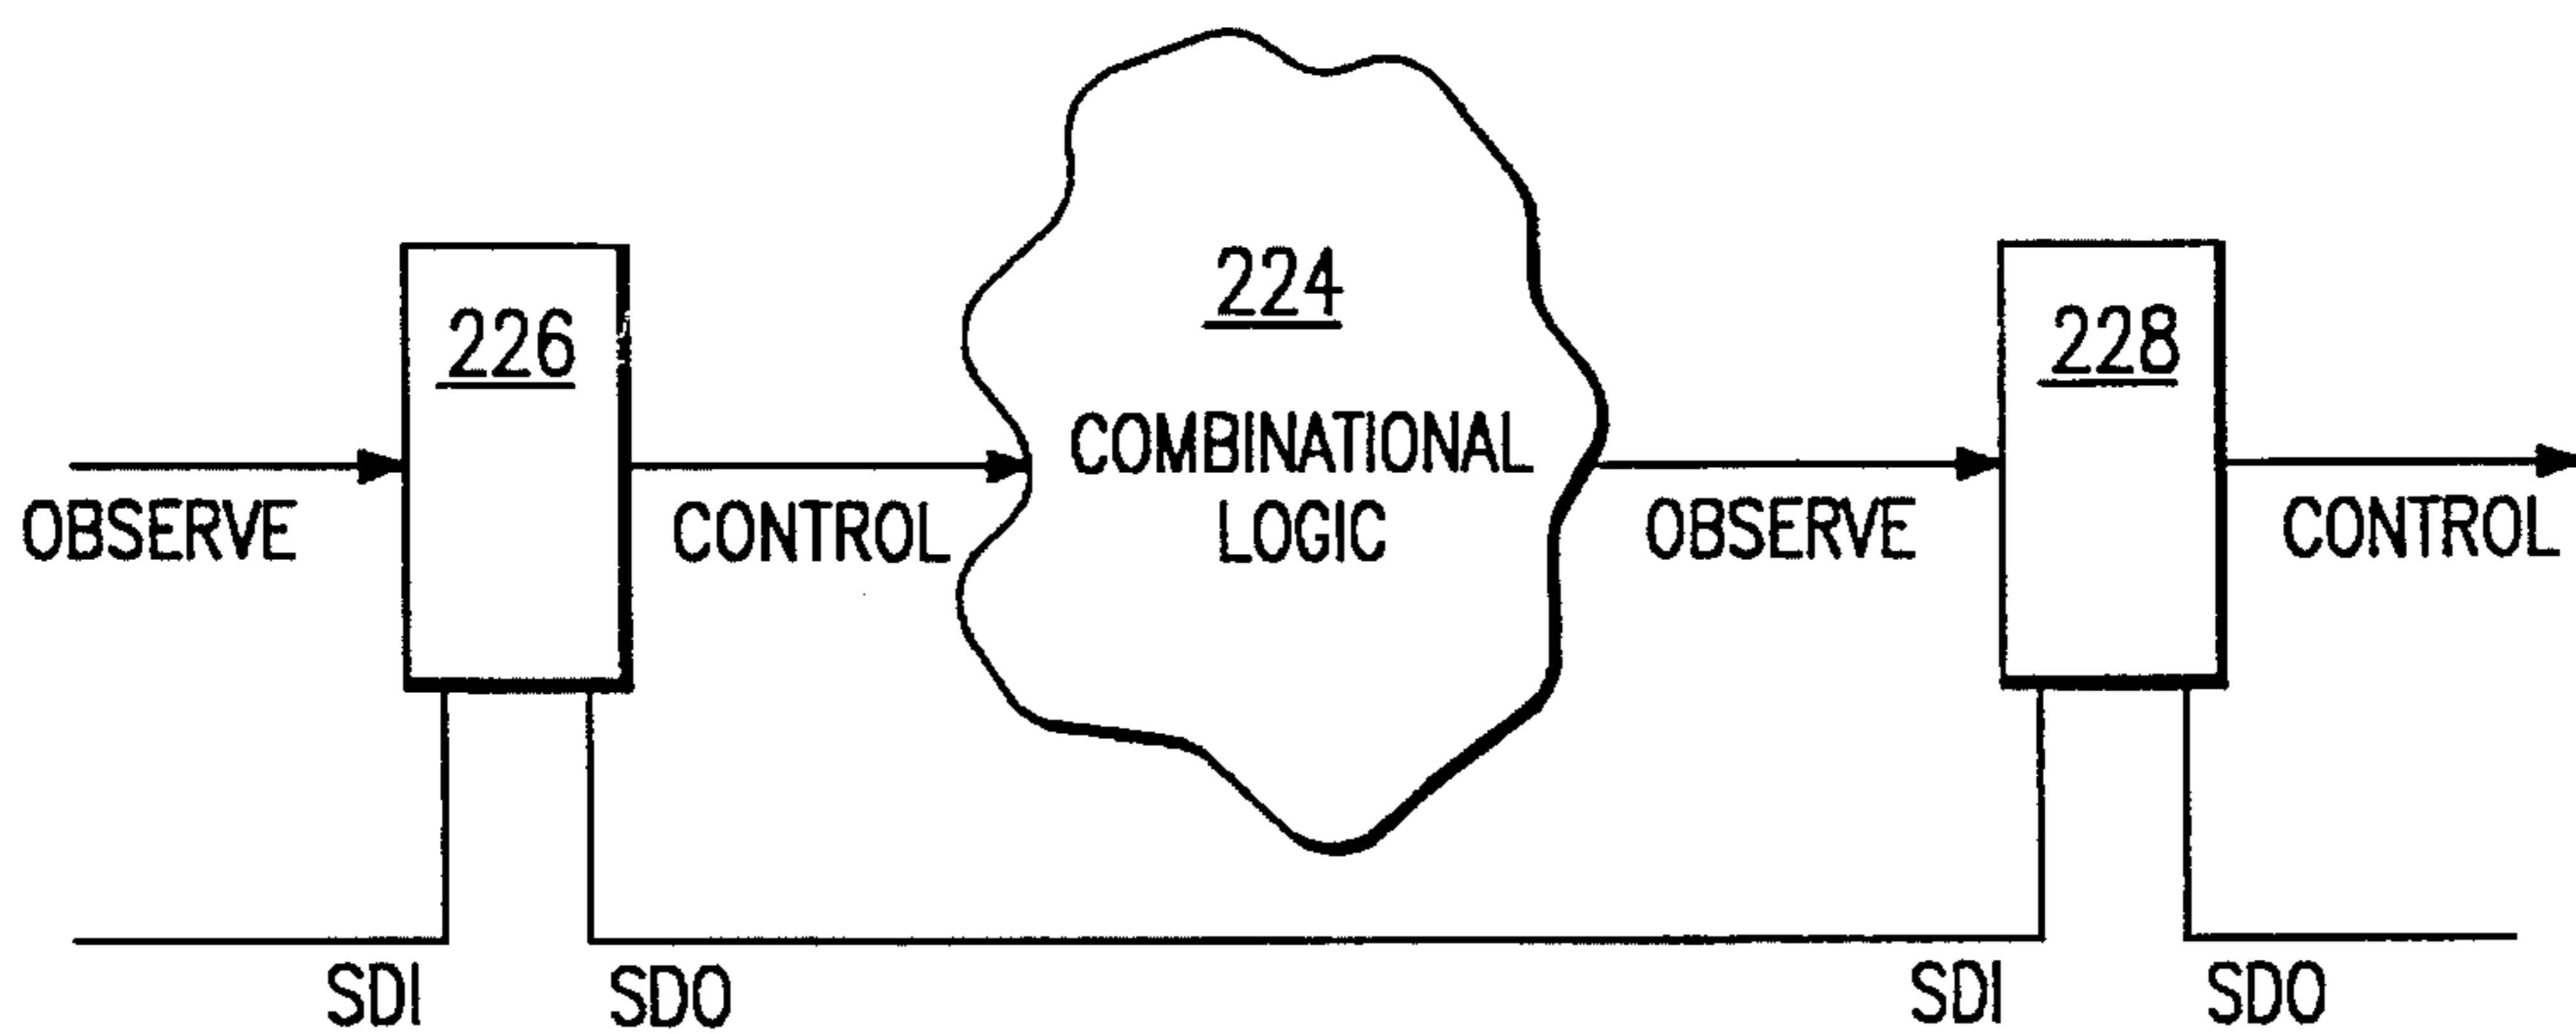 224
226
228
COMBINATIONAL
LOGIC
OBSERVE
CONTROL
OBSERVE
CONTROL
SDI
SDO
SDI
SDO